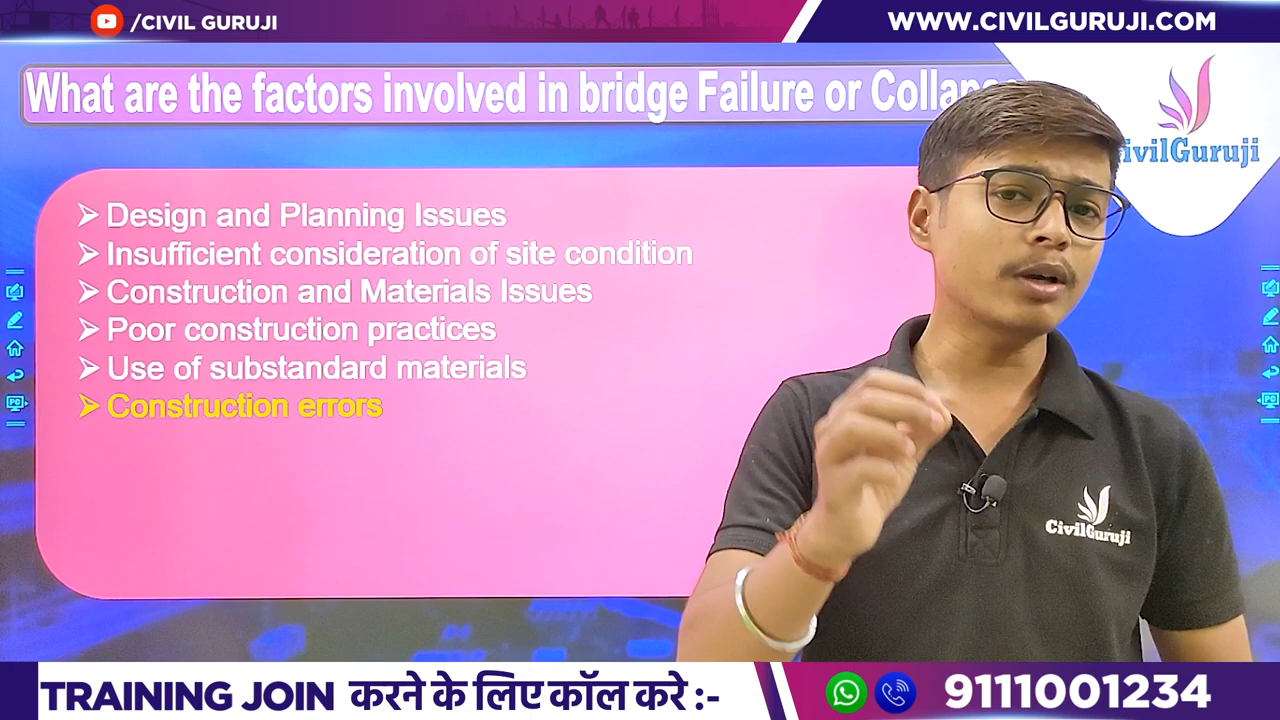 /CIVIL GURUJI
WWW.CIVILGURUJI.COM
What are the factors involved in bridge Failure or
ivilGuruji
➢ Design and Planning Issues
➢ Insufficient consideration of site condition
➢ Construction and Materials Issues
➢ Poor construction practices
➢ Use of substandard materials
➢ Construction errors
CivilGuruji
TRAINING JOIN करने के लिए कॉल करे :-
9111001234